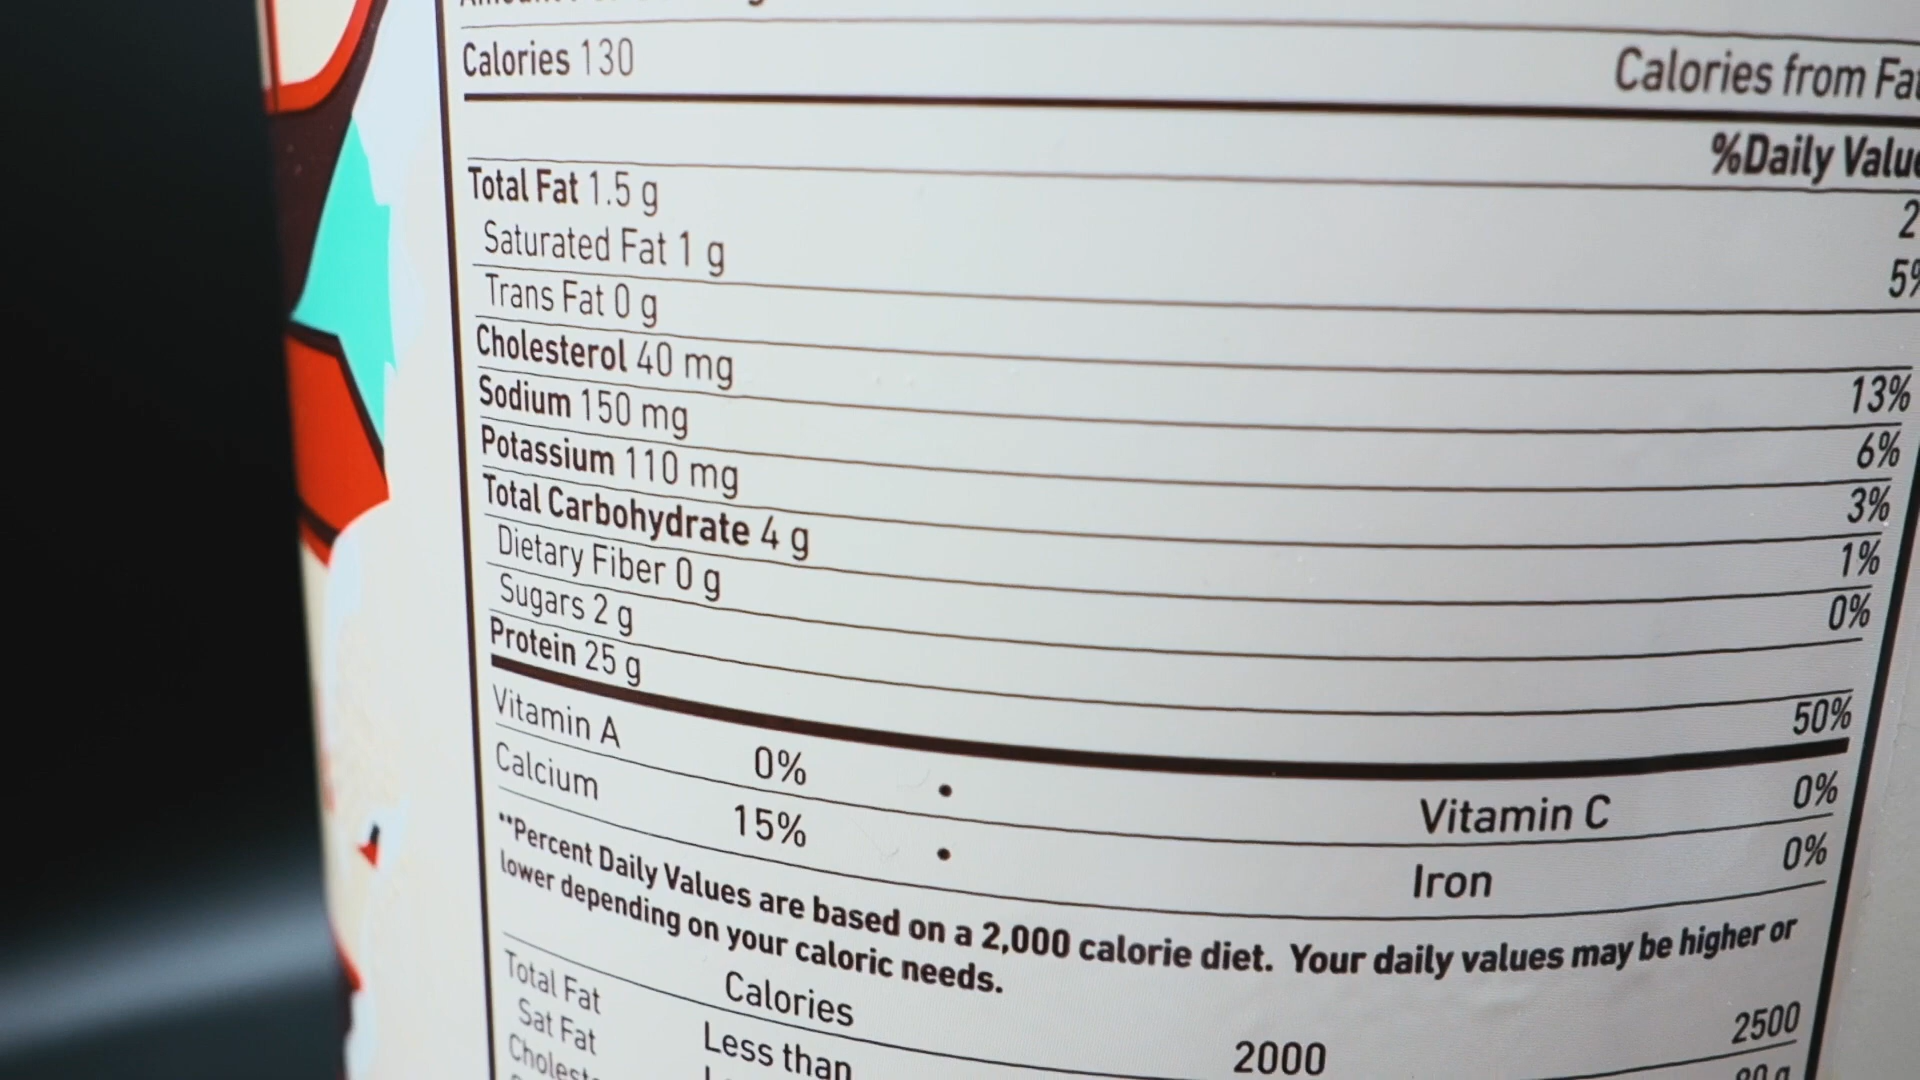 Calories 130 Calories from
%Daily
Total Fat 1.5 g 2
Saturated Fat 1 g 5%
Trans Fat 0 g
Cholesterol 40 mg 13%
Sodium 150 mg 6%
Potassium 110 mg 3%
Total Carbohydrate 4 g 1%
Dietary Fiber 0 g 0%
Sugars 2 g
Protein 25 g 50%
Vitamin A 0% • Vitamin C 0%
Calcium 15% • Iron 0%
**Percent Daily Values are based on a 2,000 calorie diet. Your daily values may be higher or
lower depending on your caloric needs.
Calories 2000 2500
Total Fat Less than
Sat Fat